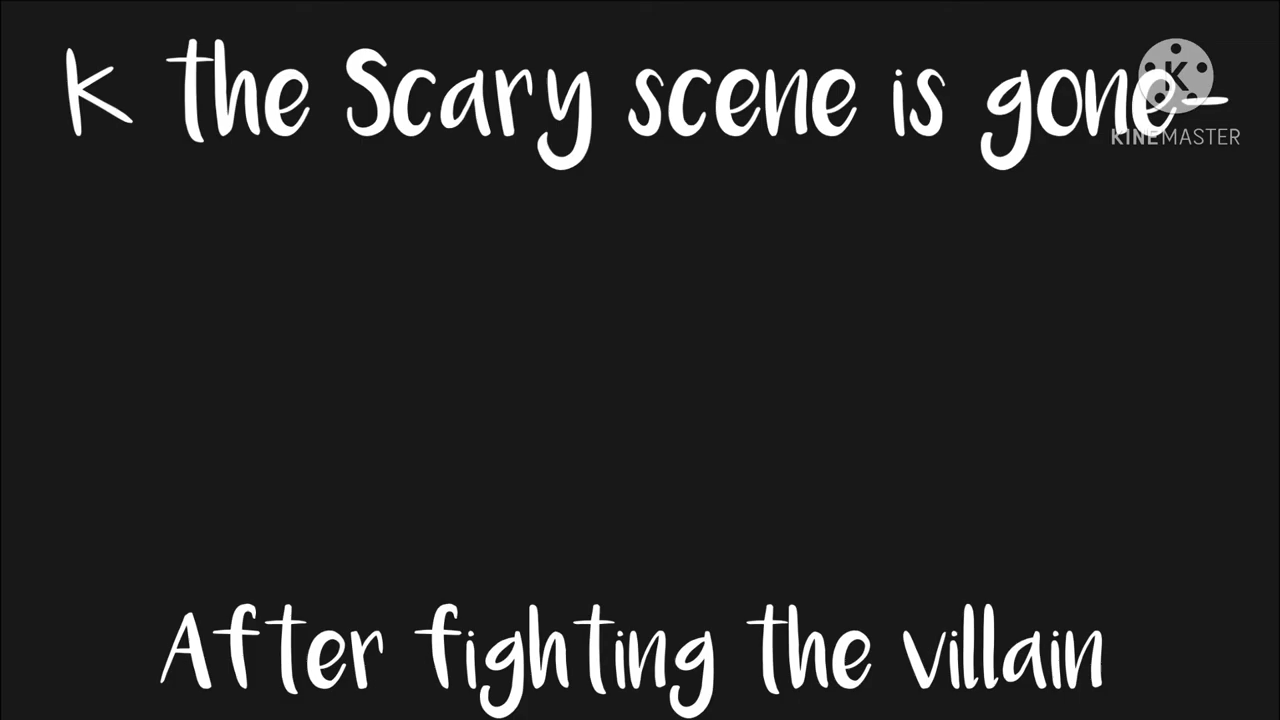 K the Scary scene is gone-
K
KINEMASTER
After fighting the villain